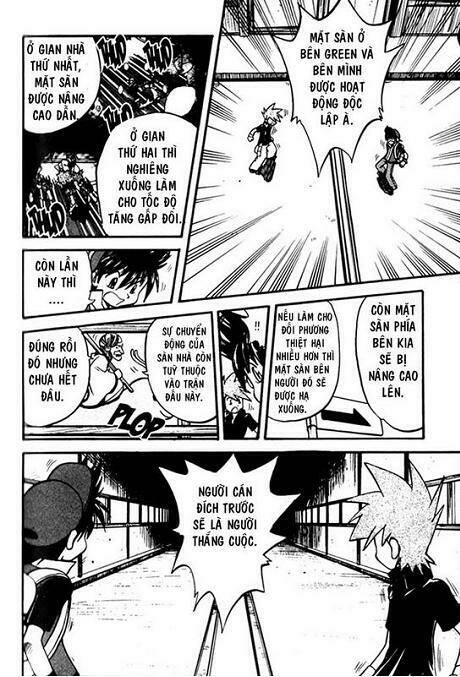 Ở GIAN NHÀ
THỨ NHẤT,
MẶT SÀN
ĐƯỢC NÂNG
CAO DẦN.
Ở GIAN
THỨ HAI THÌ
NGHIÊNG
XUỐNG LÀM
CHO TỐC ĐỘ
TĂNG GẤP ĐÔI.
CÒN LẦN
NÀY THÌ
....
MẶT SÀN Ở
BÊN GREEN VÀ
BÊN MÌNH
ĐƯỢC HOẠT
ĐỘNG ĐỘC
LẬP À.
ĐÚNG RỒI
ĐÓ NHƯNG
CHƯA HẾT
ĐÂU.
SỰ CHUYỂN
ĐỘNG CỦA
SÀN NHÀ CÒN
TUỲ THUỘC
VÀO TRẬN
ĐẤU NÀY.
PLOP
!!
NẾU LÀM CHO
ĐỐI PHƯƠNG
THIỆT HẠI
NHIỀU HƠN THÌ
MẶT SÀN BÊN
NGƯỜI ĐÓ SẼ
ĐƯỢC HẠ
XUỐNG.
CÒN MẶT
SÀN PHÍA
BÊN KIA
SẼ BỊ
NÂNG CAO
LÊN.
NGƯỜI CÁN
ĐÍCH TRƯỚC
SẼ LÀ NGƯỜI
THẮNG CUỘC.